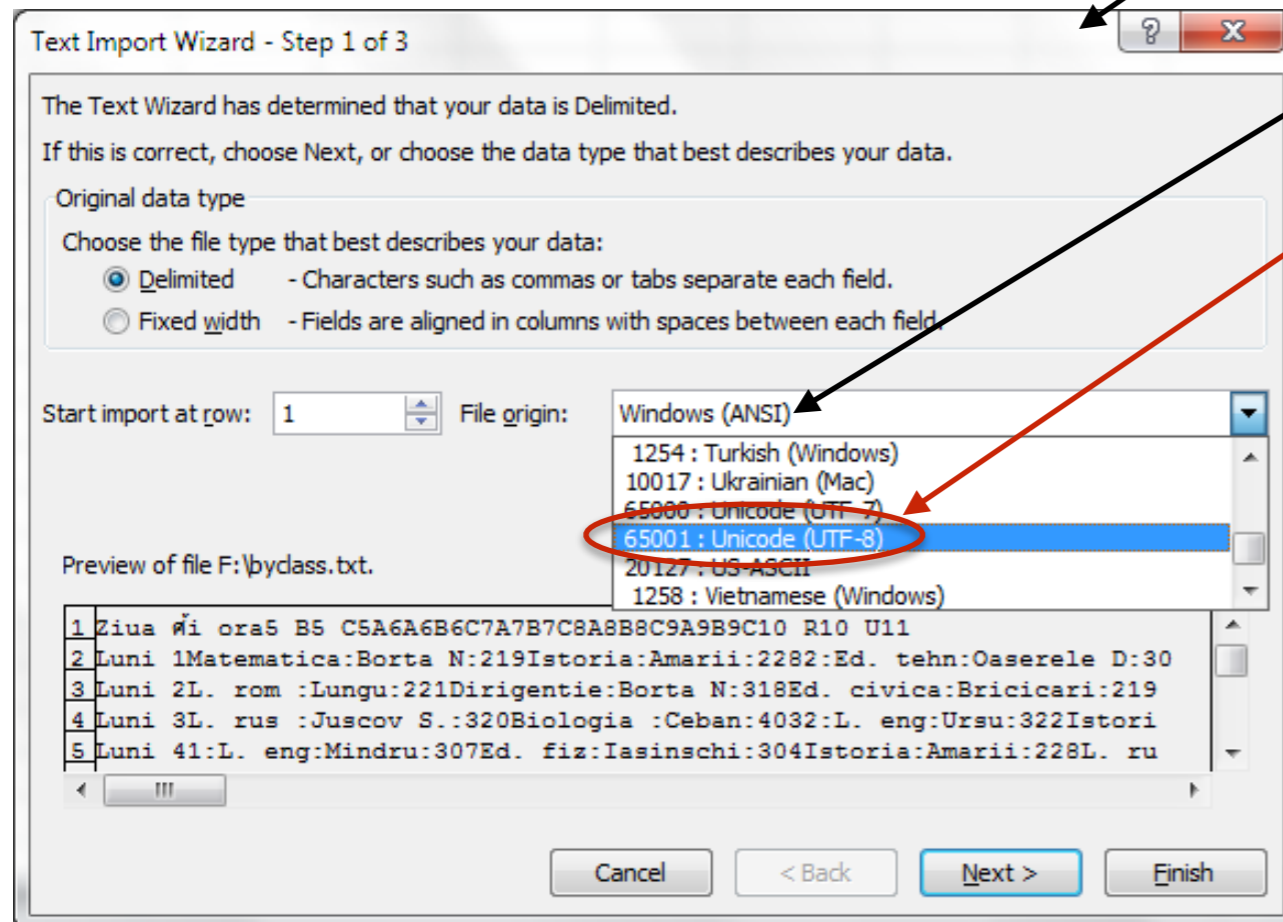 Text Import Wizard - Step 1 of 3
The Text Wizard has determined that your data is Delimited.
If this is correct, choose Next, or choose the data type that best describes your data.
Original data type
Choose the file type that best describes your data:
Delimited - Characters such as commas or tabs separate each field.
Fixed width - Fields are aligned in columns with spaces between each field.
Start import at row: 1 File origin: Windows (ANSI)
1254 : Turkish (Windows)
10017 : Ukrainian (Mac)
65000 : Unicode (UTF-7)
65001 : Unicode (UTF-8)
20127 : US-ASCII
1258 : Vietnamese (Windows)
Preview of file F:\byclass.txt.
1 Ziua ora5 B5 C5A6A6B6C7A7B7C8A8B8C9A9B9C10 R10 U11
2 Luni 1Matematica:Borta N:219Istoria:Amarii:2282:Ed. tehn:Oaserele D:30
3 Luni 2L. rom :Lungu:221Dirigentie:Borta N:318Ed. civica:Bricicari:219
4 Luni 3L. rus :Juscov S.:320Biologia :Ceban:4032:L. eng:Ursu:322Istori
5 Luni 41:L. eng:Mindru:307Ed. fiz:Iasinschi:304Istoria:Amarii:228L. ru
Cancel < Back Next > Finish